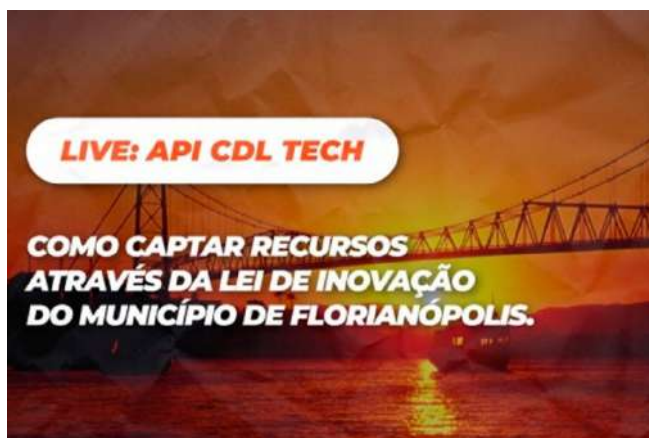 LIVE: API CDL TECH
COMO CAPTAR RECURSOS
ATRAVÉS DA LEI DE INOVAÇÃO
DO MUNICÍPIO DE FLORIANÓPOLIS.